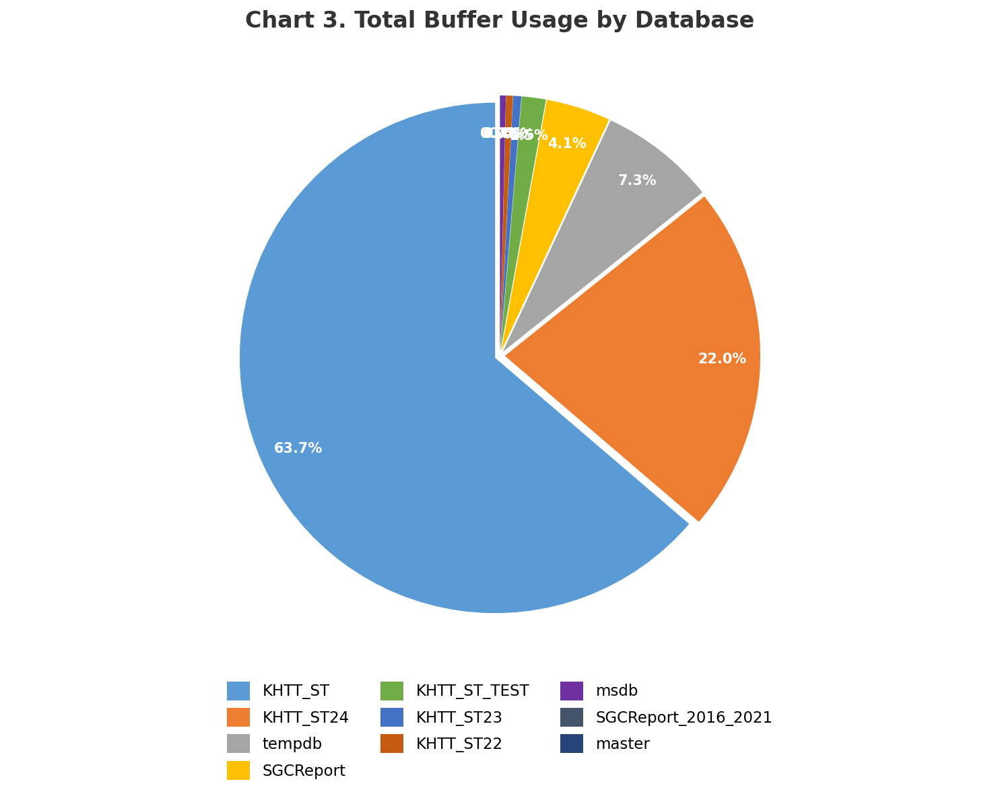 Chart 3. Total Buffer Usage by Database
4.1%
7.3%
22.0%
63.7%
KHTT_ST
KHTT_ST24
tempdb
SGCReport
KHTT_ST_TEST
KHTT_ST23
KHTT_ST22
msdb
SGCReport_2016_2021
master